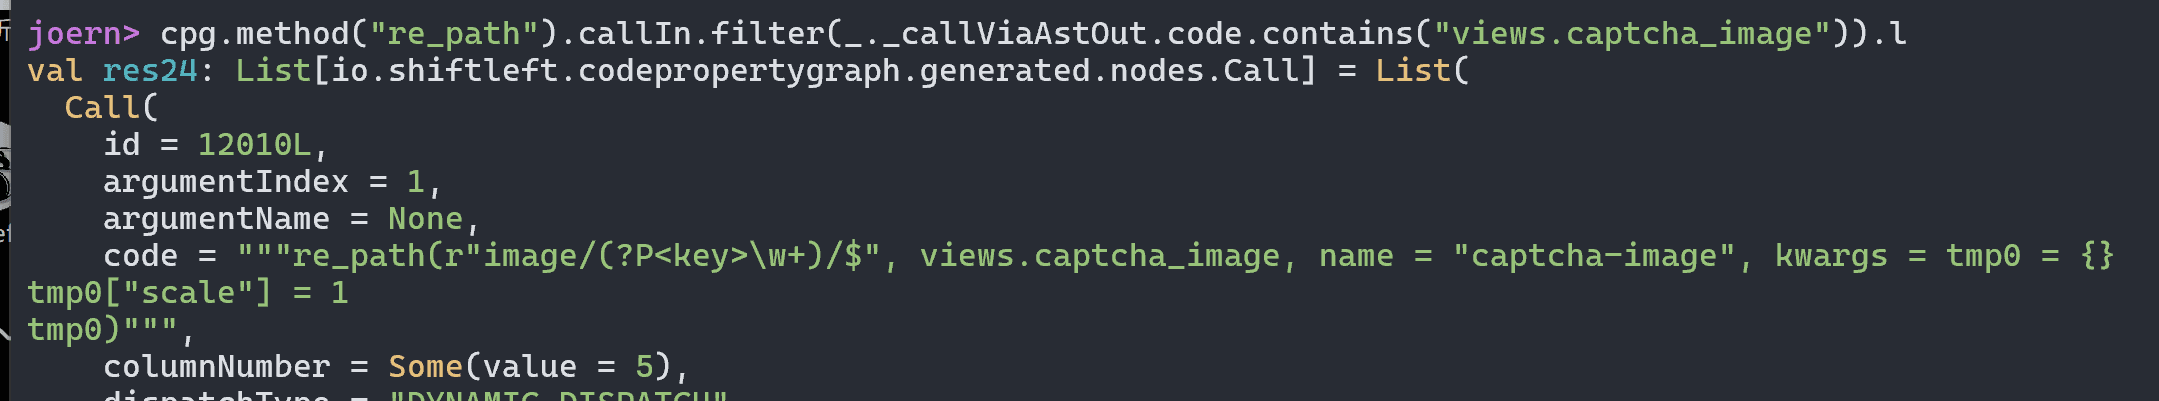 joern> cpg.method("re_path").callIn.filter(_._callViaAstOut.code.contains("views.captcha_image")).l
val res24: List[io.shiftleft.codepropertygraph.generated.nodes.Call] = List(
  Call(
    id = 12010L,
    argumentIndex = 1,
    argumentName = None,
    code = """re_path(r"image/(?P<key>\w+)/$", views.captcha_image, name = "captcha-image", kwargs = tmp0 = {}
tmp0["scale"] = 1
tmp0)""",
    columnNumber = Some(value = 5),
    dispatchType = "DYNAMIC_DISPATCH"